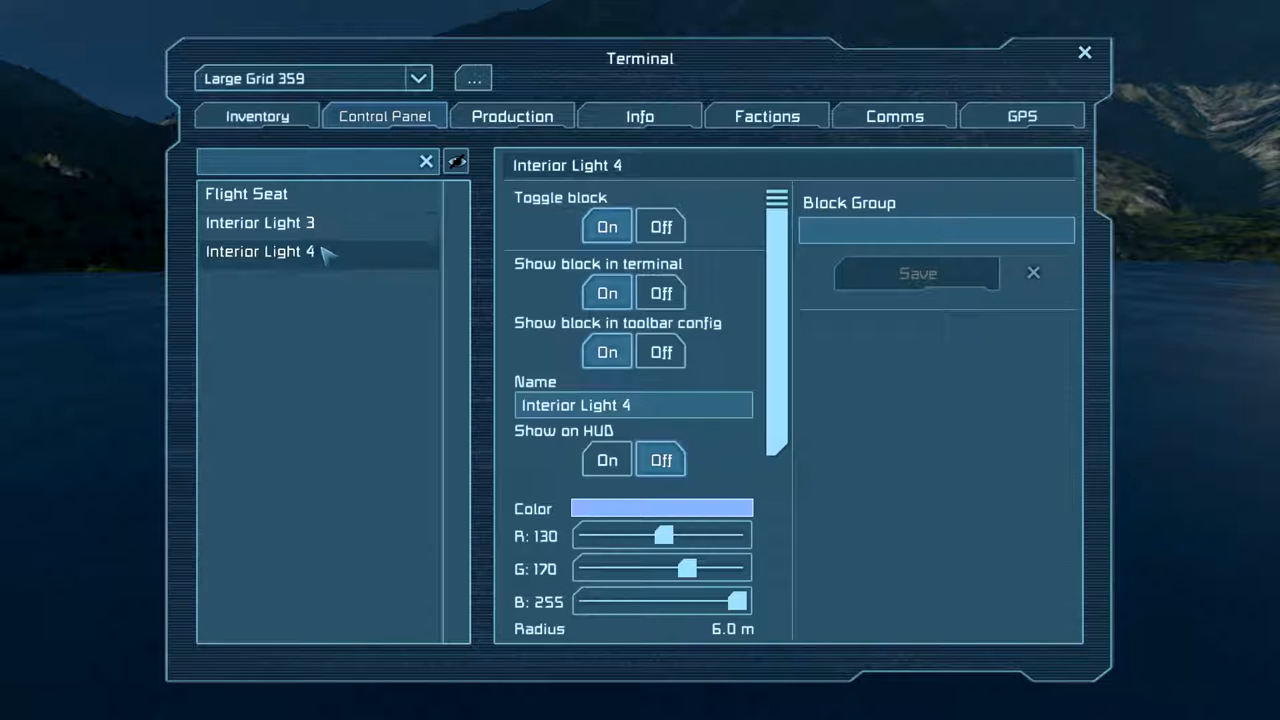 Terminal
Large Grid 359
...
Inventory
Control Panel
Production
Info
Factions
Comms
GPS
Flight Seat
Interior Light 3
Interior Light 4
Interior Light 4
Toggle block
On Off
Show block in terminal
On Off
Show block in toolbar config
On Off
Name
Interior Light 4
Show on HUD
On Off
Color
R: 130
G: 170
B: 255
Radius 6.0 m
Block Group
Save